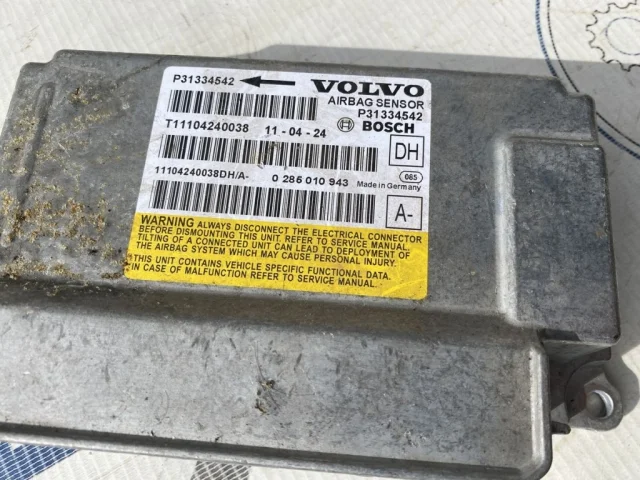 P31334542 VOLVO
AIRBAG SENSOR
P31334542
T11104240038 11-04-24 BOSCH
DH
11104240038DH/A- 0 285 010 943 Made in Germany
085
A-
WARNING ALWAYS DISCONNECT THE ELECTRICAL CONNECTOR
BEFORE DISMOUNTING THIS UNIT. REFER TO SERVICE MANUAL.
TILTING OF A CONNECTED UNIT CAN LEAD TO DEPLOYMENT OF
THE AIRBAG SYSTEM WHICH MAY CAUSE PERSONAL INJURY.
THIS UNIT CONTAINS VEHICLE SPECIFIC FUNCTIONAL DATA.
IN CASE OF MALFUNCTION REFER TO SERVICE MANUAL.